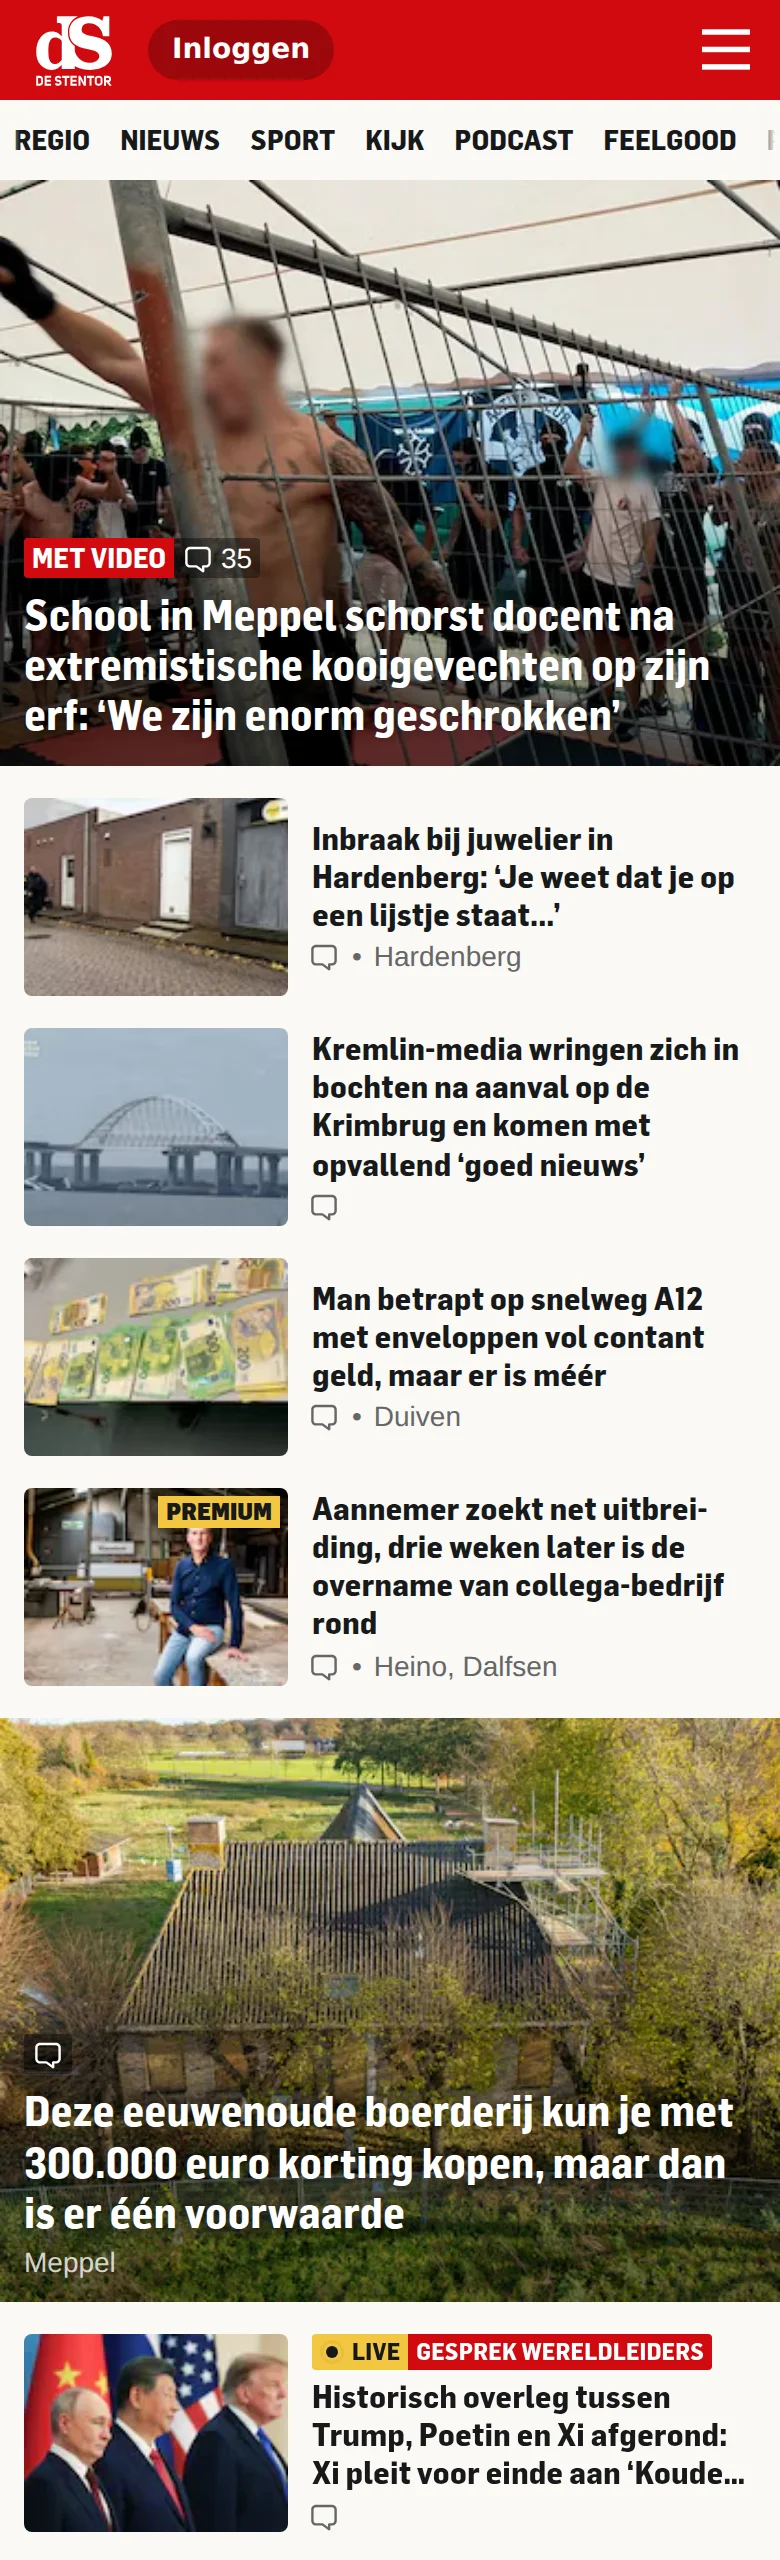 dS
DE STENTOR
Inloggen
REGIO NIEUWS SPORT KIJK PODCAST FEELGOOD
MET VIDEO 35
School in Meppel schorst docent na
extremistische kooigevechten op zijn
erf: ‘We zijn enorm geschrokken’
Inbraak bij juwelier in
Hardenberg: ‘Je weet dat je op
een lijstje staat...’
• Hardenberg
Kremlin-media wringen zich in
bochten na aanval op de
Krimbrug en komen met
opvallend ‘goed nieuws’
Man betrapt op snelweg A12
met enveloppen vol contant
geld, maar er is méér
• Duiven
PREMIUM
Aannemer zoekt net uitbrei-
ding, drie weken later is de
overname van collega-bedrijf
rond
• Heino, Dalfsen
Deze eeuwenoude boerderij kun je met
300.000 euro korting kopen, maar dan
is er één voorwaarde
Meppel
LIVE GESPREK WERELDLEIDERS
Historisch overleg tussen
Trump, Poetin en Xi afgerond:
Xi pleit voor einde aan ‘Koude...